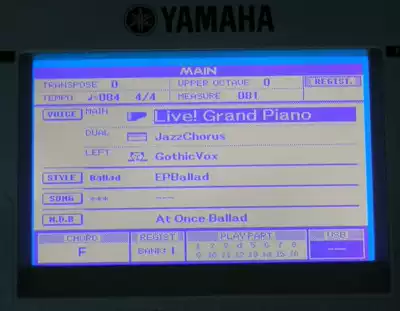 YAMAHA
MAIN
TRANSPOSE 0 UPPER OCTAVE 0 REGIST.
TEMPO ♩=084 4/4 MEASURE 001
VOICE MAIN Live! Grand Piano
DUAL JazzChorus
LEFT GothicVox
STYLE Ballad EPBallad
SONG *** ---
M.D.B At Once Ballad
CHORD REGIST PLAY PART USB
F BANK: 1 1 2 3 4 5 6 7 8 ---
9 10 11 12 13 14 15 16